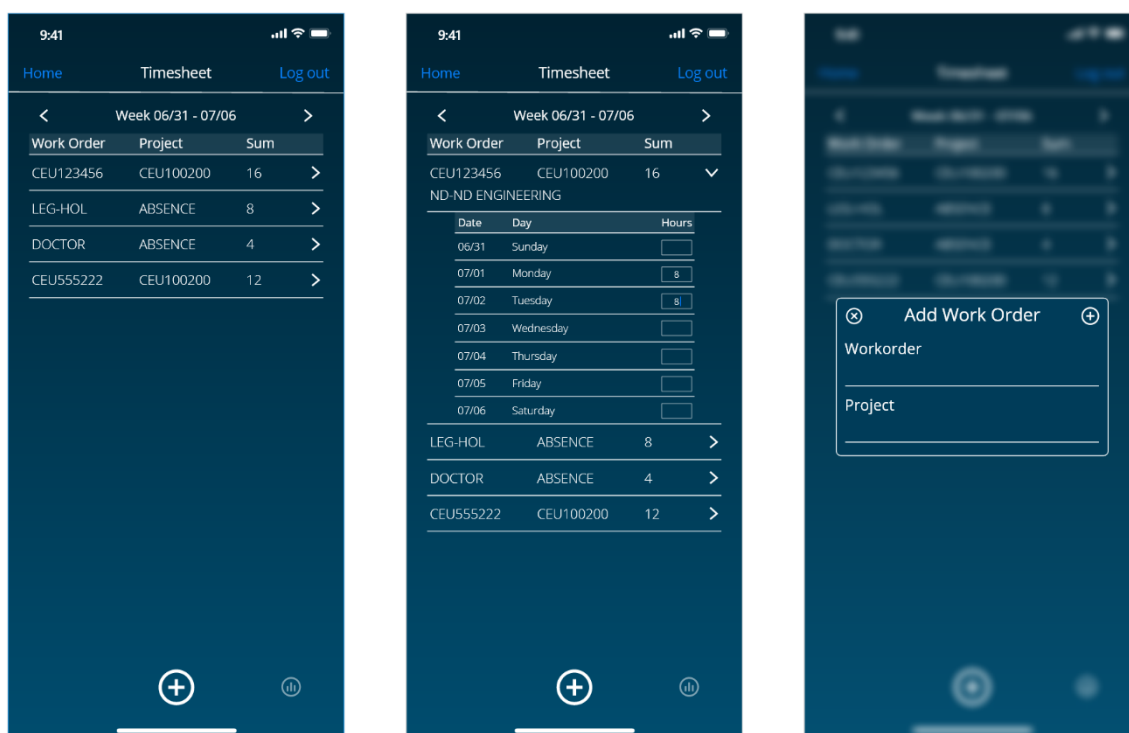 9:41
Home Timesheet Log out
Week 06/31 - 07/06
Work Order Project Sum
CEU123456 CEU100200 16
LEG-HOL ABSENCE 8
DOCTOR ABSENCE 4
CEU555222 CEU100200 12
9:41
Home Timesheet Log out
Week 06/31 - 07/06
Work Order Project Sum
CEU123456 CEU100200 16
ND-ND ENGINEERING
Date Day Hours
06/31 Sunday
07/01 Monday 8
07/02 Tuesday 8
07/03 Wednesday
07/04 Thursday
07/05 Friday
07/06 Saturday
LEG-HOL ABSENCE 8
DOCTOR ABSENCE 4
CEU555222 CEU100200 12
Add Work Order
Workorder
Project